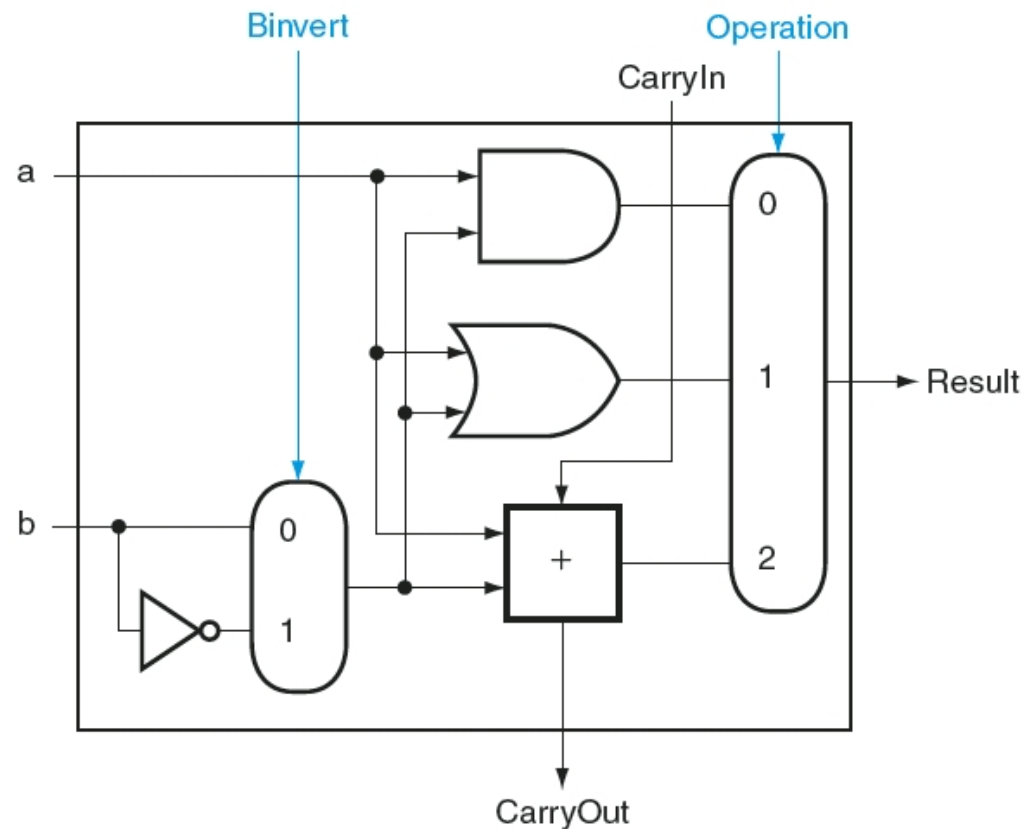 Binvert
Operation
CarryIn
a
0
1
Result
b
0
+
2
1
CarryOut